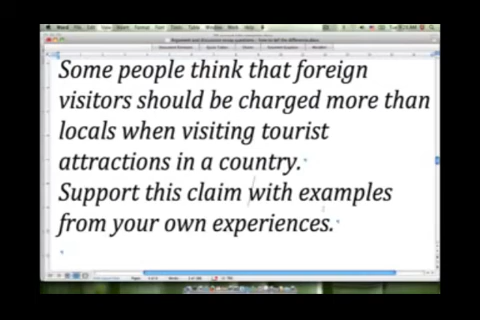 Some people think that foreign
visitors should be charged more than
locals when visiting tourist
attractions in a country.
Support this claim with examples
from your own experiences.